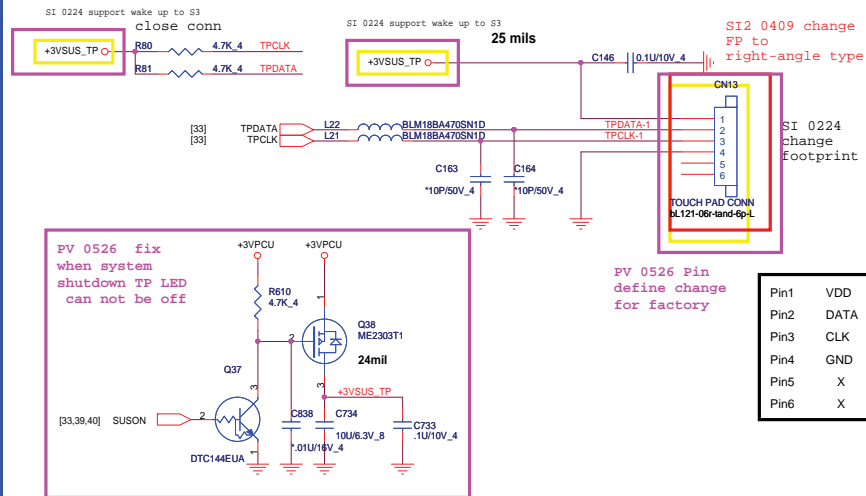 SI 0224 support wake up to S3
close conn
+3VSUS_TP
R80
4.7K_4
TPCLK
R81
4.7K_4
TPDATA
SI 0224 support wake up to S3
25 mils
+3VSUS_TP
C146
0.1U/10V_4
SI2 0409 change
FP to
right-angle type
CN13
[33]
TPDATA
L22
BLM18BA470SN1D
TPDATA-1
[33]
TPCLK
L21
BLM18BA470SN1D
TPCLK-1
1
2
3
4
5
6
SI 0224
change
footprint
C163
*10P/50V_4
C164
*10P/50V_4
TOUCH PAD CONN
bL121-06r-tand-6p-L
PV 0526 fix
when system
shutdown TP LED
can not be off
+3VPCU
+3VPCU
R610
4.7K_4
1
2
Q38
ME2303T1
24mil
3
+3VSUS_TP
Q37
3
[33,39,40]
SUSON
2
1
DTC144EUA
C838
*.01U/16V_4
C734
10U/6.3V_8
C733
.1U/10V_4
PV 0526 Pin
define change
for factory
Pin1 VDD
Pin2 DATA
Pin3 CLK
Pin4 GND
Pin5 X
Pin6 X